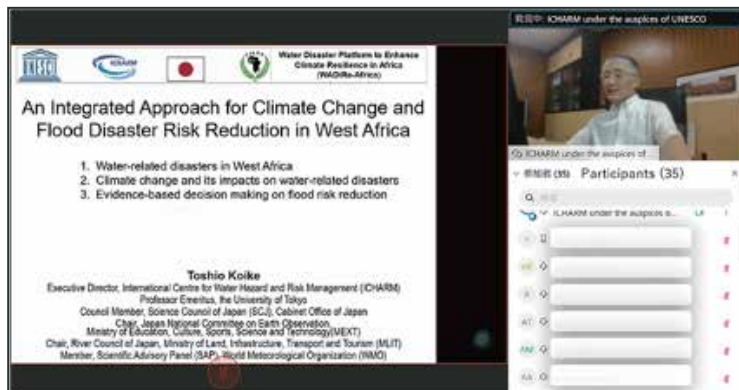 UNESCO
ICHARM
Water Disaster Platform to Enhance
Climate Resilience in Africa
(WADiRe-Africa)
An Integrated Approach for Climate Change and
Flood Disaster Risk Reduction in West Africa
1. Water-related disasters in West Africa
2. Climate change and its impacts on water-related disasters
3. Evidence-based decision making on flood risk reduction
Toshio Koike
Executive Director, International Centre for Water Hazard and Risk Management (ICHARM)
Professor Emeritus, the University of Tokyo
Council Member, Science Council of Japan (SCJ), Cabinet Office of Japan
Chair, Japan National Committee on Earth Observation,
Ministry of Education, Culture, Sports, Science and Technology(MEXT)
Chair, River Council of Japan, Ministry of Land, Infrastructure, Transport and Tourism (MLIT)
Member, Scientific Advisory Panel (SAP), World Meteorological Organization (WMO)
ICHARM under the auspices of UNESCO
ICHARM under the auspices of ...
(35) Participants (35)
ICHARM under the auspices o...
AT
AM
AA